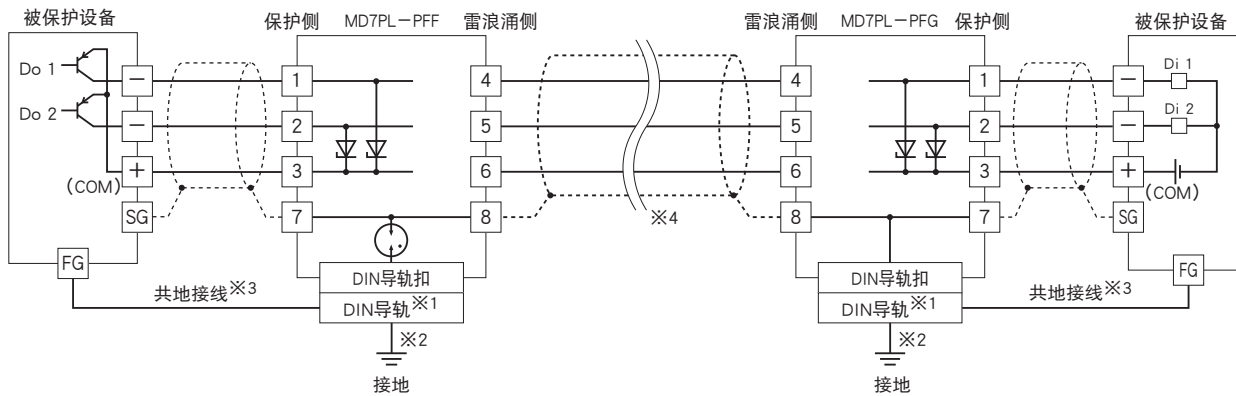 被保护设备 保护侧 MD7PL-PFF 雷浪涌侧 雷浪涌侧 MD7PL-PFG 保护侧 被保护设备
Do 1 − 1 4 4 1 − Di 1
Do 2 − 2 5 5 2 − Di 2
+ 3 6 6 3 +
(COM) (COM)
SG 7 8 ※4 8 7 SG
FG DIN导轨扣 DIN导轨扣 FG
共地接线※3 DIN导轨※1 DIN导轨※1 共地接线※3
※2 ※2
接地 接地